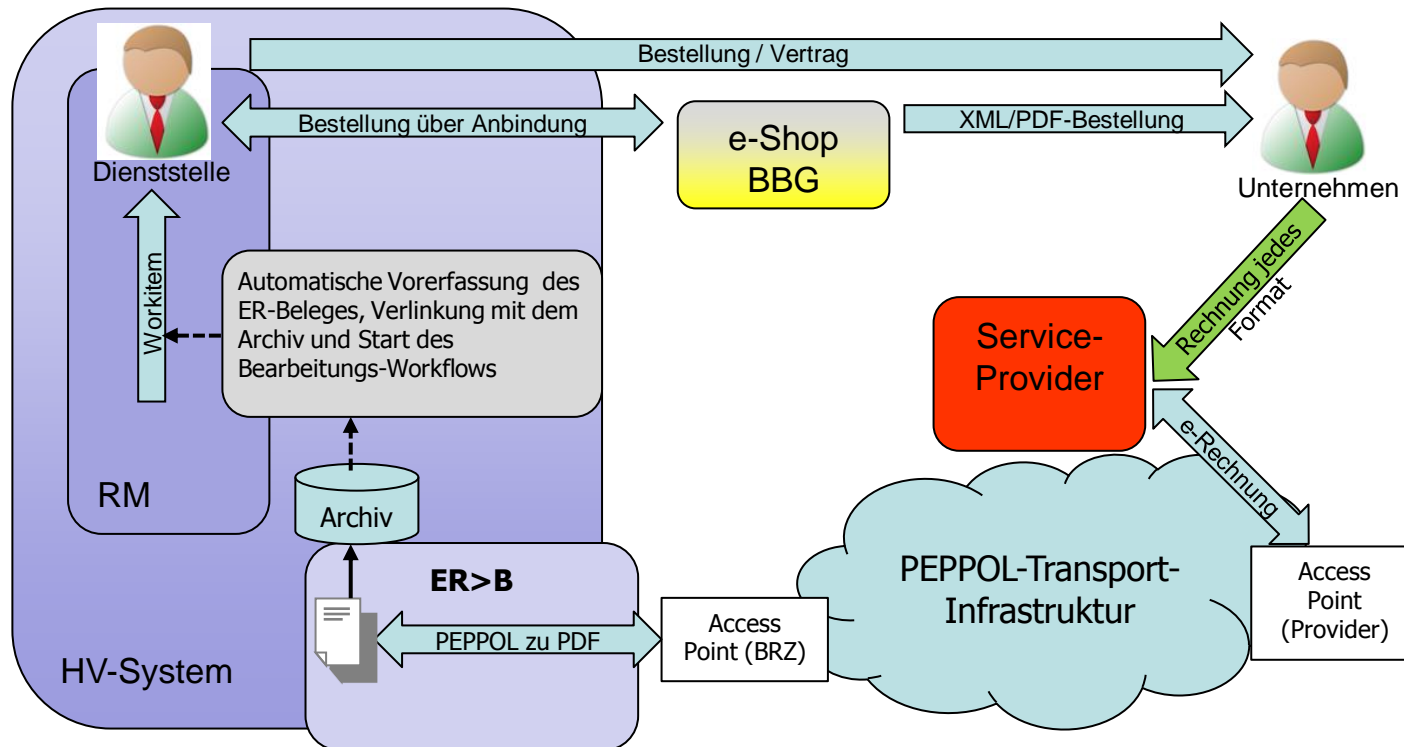 Bestellung / Vertrag
Bestellung über Anbindung
e-Shop
BBG
XML/PDF-Bestellung
Dienststelle
Unternehmen
Workitem
Automatische Vorerfassung des
ER-Beleges, Verlinkung mit dem
Archiv und Start des
Bearbeitungs-Workflows
Rechnung jedes
Format
Service-
Provider
e-Rechnung
RM
Archiv
ER>B
PEPPOL zu PDF
HV-System
Access
Point (BRZ)
PEPPOL-Transport-
Infrastruktur
Access
Point
(Provider)